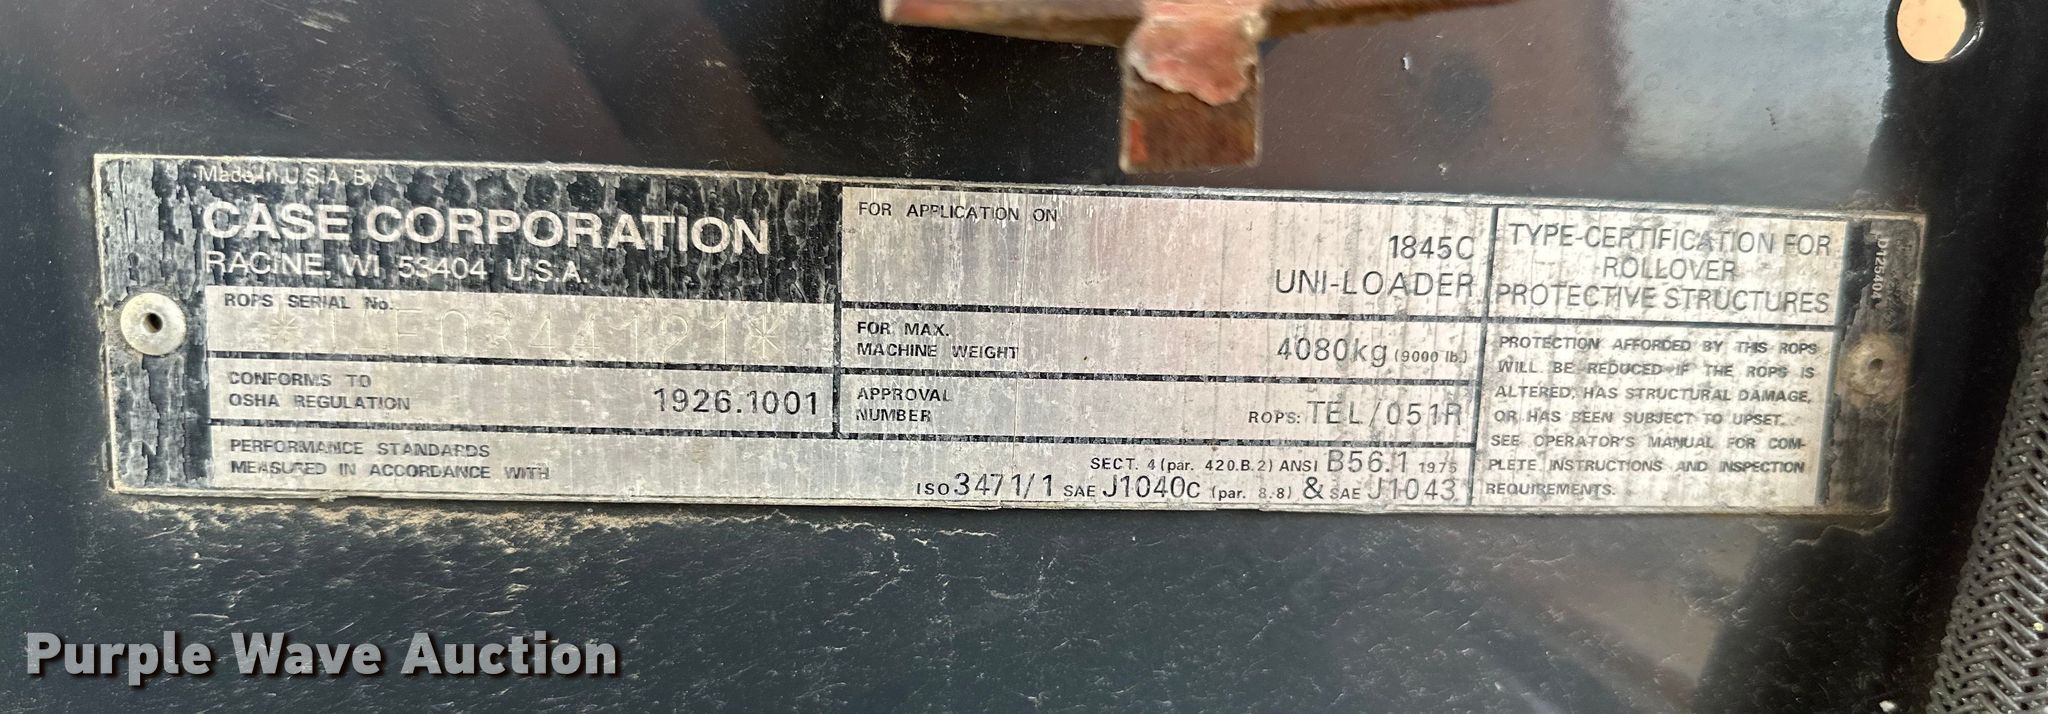 Made in U.S.A. By
CASE CORPORATION
RACINE, WI 53404 U.S.A.
ROPS SERIAL No.
CONFORMS TO
OSHA REGULATION 1926.1001
PERFORMANCE STANDARDS
MEASURED IN ACCORDANCE WITH
SECT. 4 (par. 420.B.2) ANSI B56.1 1975
ISO 3471/1 SAE J1040c (par. 8.8) & SAE J1043
FOR APPLICATION ON
1845C
UNI-LOADER
FOR MAX.
MACHINE WEIGHT 4080kg (9000 lb.)
APPROVAL
NUMBER ROPS: TEL/051R
TYPE-CERTIFICATION FOR
ROLLOVER
PROTECTIVE STRUCTURES
PROTECTION AFFORDED BY THIS ROPS
WILL BE REDUCED IF THE ROPS IS
ALTERED, HAS STRUCTURAL DAMAGE,
OR HAS BEEN SUBJECT TO UPSET.
SEE OPERATOR'S MANUAL FOR COM-
PLETE INSTRUCTIONS AND INSPECTION
REQUIREMENTS.
D125404
Purple Wave Auction